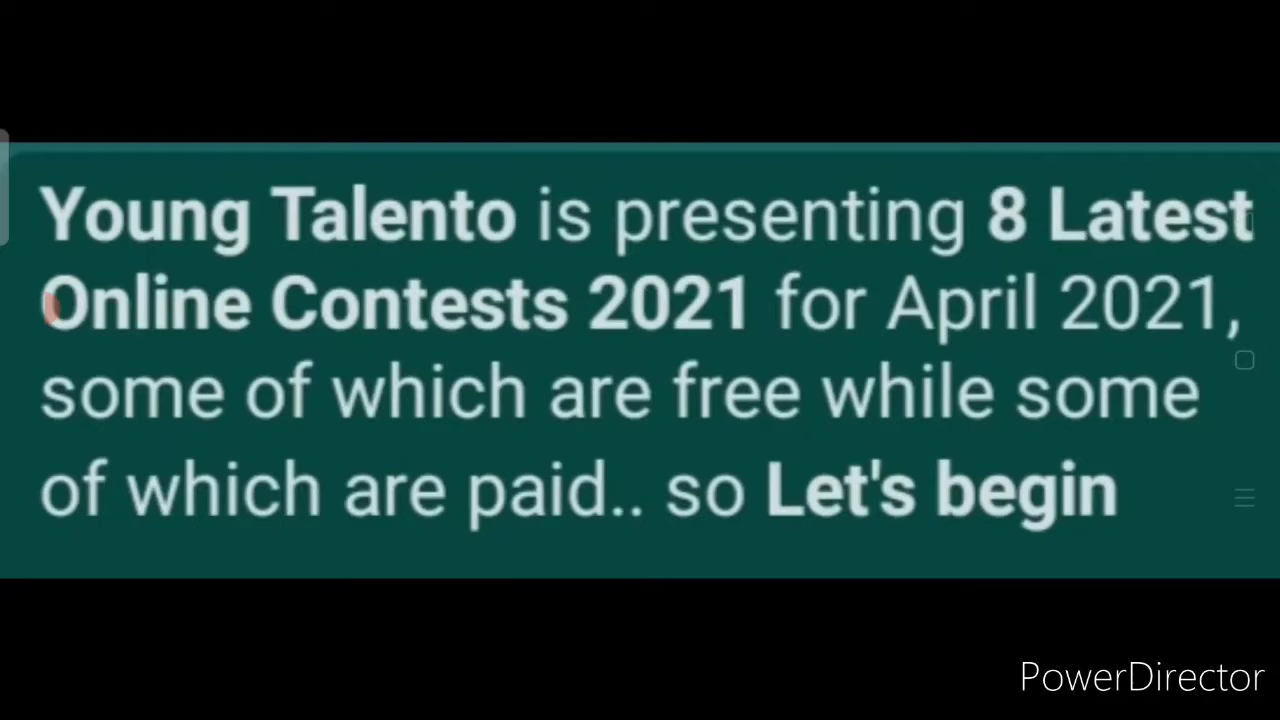 Young Talento is presenting 8 Latest
Online Contests 2021 for April 2021,
some of which are free while some
of which are paid.. so Let's begin
PowerDirector